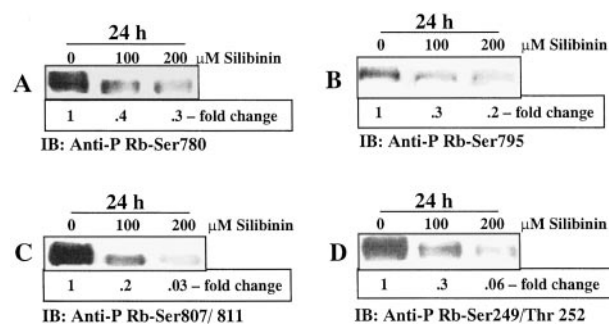 24 h
0 100 200 μM Silibinin
A
1 .4 .3 – fold change
IB: Anti-P Rb-Ser780
24 h
0 100 200 μM Silibinin
B
1 .3 .2 – fold change
IB: Anti-P Rb-Ser795
24 h
0 100 200 μM Silibinin
C
1 .2 .03 – fold change
IB: Anti-P Rb-Ser807/ 811
24 h
0 100 200 μM Silibinin
D
1 .3 .06 – fold change
IB: Anti-P Rb-Ser249/Thr 252